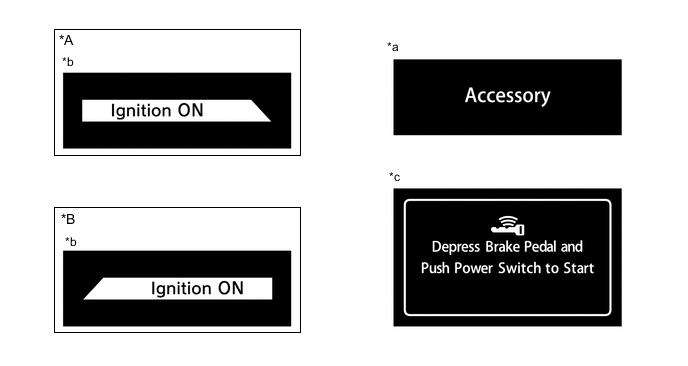 *A
*b
Ignition ON
*a
Accessory
*B
*b
Ignition ON
*c
Depress Brake Pedal and
Push Power Switch to Start